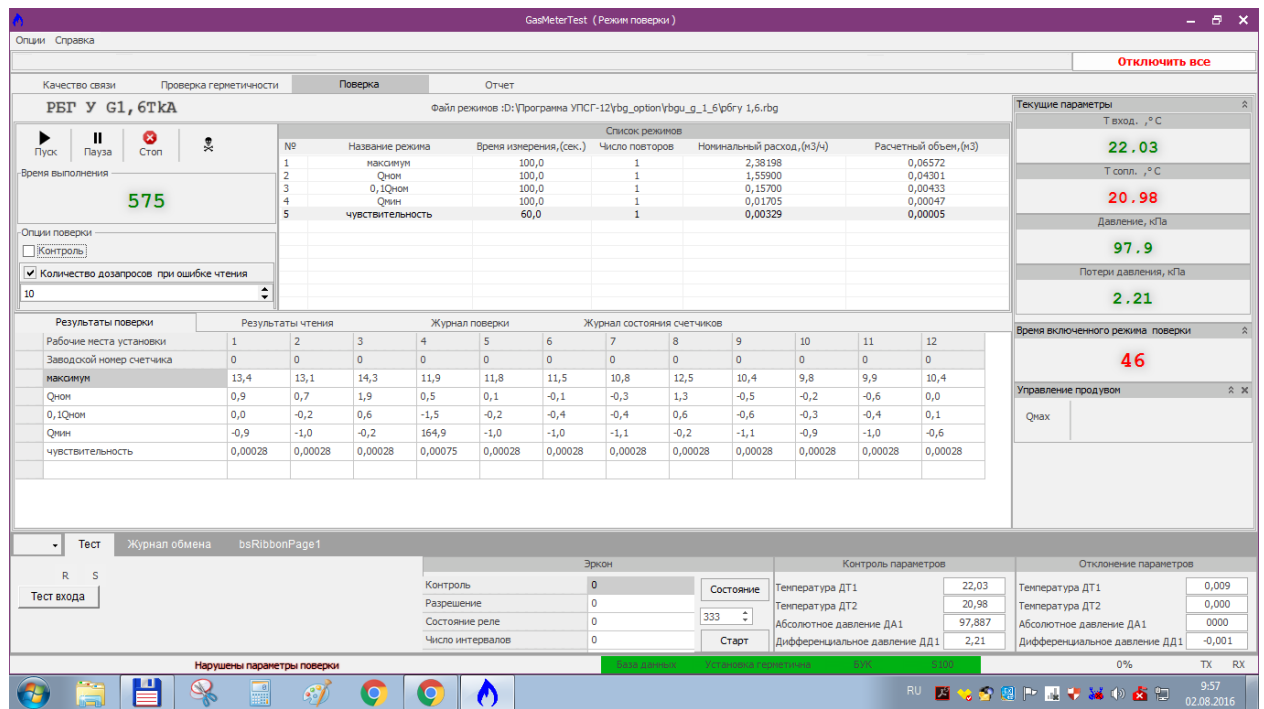 GasMeterTest ( Режим поверки )
Опции Справка
Отключить все
Качество связи Проверка герметичности Поверка Отчет
РБГ У G1,6TkA Файл режимов :D:\Программа УПСГ-12\rbg_option\rbgu_g_1_6\рбгу 1,6.rbg
Пуск Пауза Стоп
Время выполнения
575
Опции поверки
Контроль
Количество дозапросов при ошибке чтения
10
Список режимов
№ Название режима Время измерения,(сек.) Число повторов Номинальный расход,(м3/ч) Расчетный объем,(м3)
1 максимум 100,0 1 2,38198 0,06572
2 Qном 100,0 1 1,55900 0,04301
3 0,1Qном 100,0 1 0,15700 0,00433
4 Qмин 100,0 1 0,01705 0,00047
5 чувствительность 60,0 1 0,00329 0,00005
Текущие параметры
Т вход. ,° С
22.03
Т сопл. ,° С
20.98
Давление, кПа
97.9
Потери давления, кПа
2.21
Время включенного режима поверки
46
Управление продувом
Qмах
Результаты поверки Результаты чтения Журнал поверки Журнал состояния счетчиков
Рабочие места установки 1 2 3 4 5 6 7 8 9 10 11 12
Заводской номер счетчика 0 0 0 0 0 0 0 0 0 0 0 0
максимум 13,4 13,1 14,3 11,9 11,8 11,5 10,8 12,5 10,4 9,8 9,9 10,4
Qном 0,9 0,7 1,9 0,5 0,1 -0,1 -0,3 1,3 -0,5 -0,2 -0,6 0,0
0,1Qном 0,0 -0,2 0,6 -1,5 -0,2 -0,4 -0,4 0,6 -0,6 -0,3 -0,4 0,1
Qмин -0,9 -1,0 -0,2 164,9 -1,0 -1,0 -1,1 -0,2 -1,1 -0,9 -1,0 -0,6
чувствительность 0,00028 0,00028 0,00028 0,00075 0,00028 0,00028 0,00028 0,00028 0,00028 0,00028 0,00028 0,00028
Тест Журнал обмена bsRibbonPage1
R S
Тест входа
Эркон
Контроль 0
Разрешение 0
Состояние реле 0
Число интервалов 0
Состояние
333
Старт
Контроль параметров
Температура ДТ1 22,03
Температура ДТ2 20,98
Абсолютное давление ДА1 97,887
Дифференциальное давление ДД1 2,21
Отклонение параметров
Температура ДТ1 0,009
Температура ДТ2 0,000
Абсолютное давление ДА1 0000
Дифференциальное давление ДД1 -0,001
Нарушены параметры поверки База данных Установка герметична БУК S100 0% TX RX
RU 9:57
02.08.2016